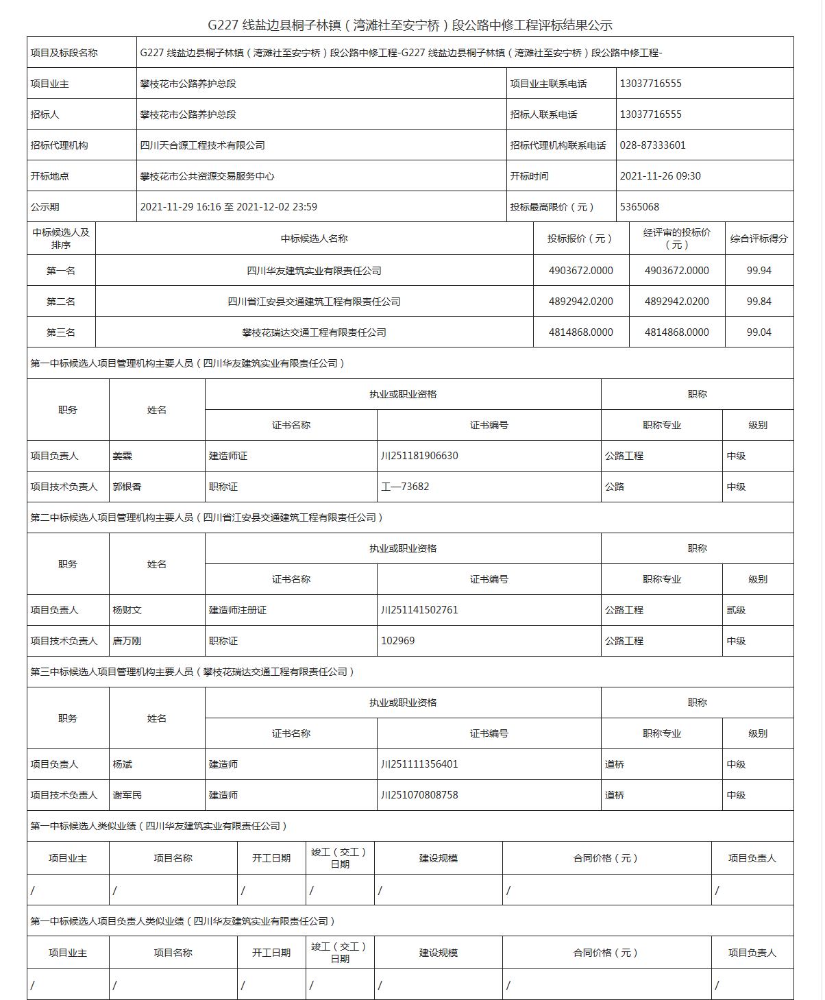 G227 线盐边县桐子林镇（湾滩社至安宁桥）段公路中修工程评标结果公示
项目及标段名称 G227 线盐边县桐子林镇（湾滩社至安宁桥）段公路中修工程-G227 线盐边县桐子林镇（湾滩社至安宁桥）段公路中修工程-
项目业主 攀枝花市公路养护总段 项目业主联系电话 13037716555
招标人 攀枝花市公路养护总段 招标人联系电话 13037716555
招标代理机构 四川天合源工程技术有限公司 招标代理机构联系电话 028-87333601
开标地点 攀枝花市公共资源交易服务中心 开标时间 2021-11-26 09:30
公示期 2021-11-29 16:16 至 2021-12-02 23:59 投标最高限价（元） 5365068
中标候选人及
排序 中标候选人名称 投标报价（元） 经评审的投标价
（元） 综合评标得分
第一名 四川华友建筑实业有限责任公司 4903672.0000 4903672.0000 99.94
第二名 四川省江安县交通建筑工程有限责任公司 4892942.0200 4892942.0200 99.84
第三名 攀枝花瑞达交通工程有限责任公司 4814868.0000 4814868.0000 99.04
第一中标候选人项目管理机构主要人员（四川华友建筑实业有限责任公司）
职务 姓名 执业或职业资格 职称
证书名称 证书编号 职称专业 级别
项目负责人 姜霖 建造师证 川251181906630 公路工程 中级
项目技术负责人 郭银香 职称证 工—73682 公路 中级
第二中标候选人项目管理机构主要人员（四川省江安县交通建筑工程有限责任公司）
职务 姓名 执业或职业资格 职称
证书名称 证书编号 职称专业 级别
项目负责人 杨财文 建造师注册证 川251141502761 公路工程 贰级
项目技术负责人 唐万刚 职称证 102969 公路工程 中级
第三中标候选人项目管理机构主要人员（攀枝花瑞达交通工程有限责任公司）
职务 姓名 执业或职业资格 职称
证书名称 证书编号 职称专业 级别
项目负责人 杨斌 建造师 川251111356401 道桥 中级
项目技术负责人 谢军民 建造师 川251070808758 道桥 中级
第一中标候选人类似业绩（四川华友建筑实业有限责任公司）
项目业主 项目名称 开工日期 竣工（交工）
日期 建设规模 合同价格（元） 项目负责人
/ / / / / / /
第一中标候选人项目负责人类似业绩（四川华友建筑实业有限责任公司）
项目业主 项目名称 开工日期 竣工（交工）
日期 建设规模 合同价格（元） 项目负责人
/ / / / / / /